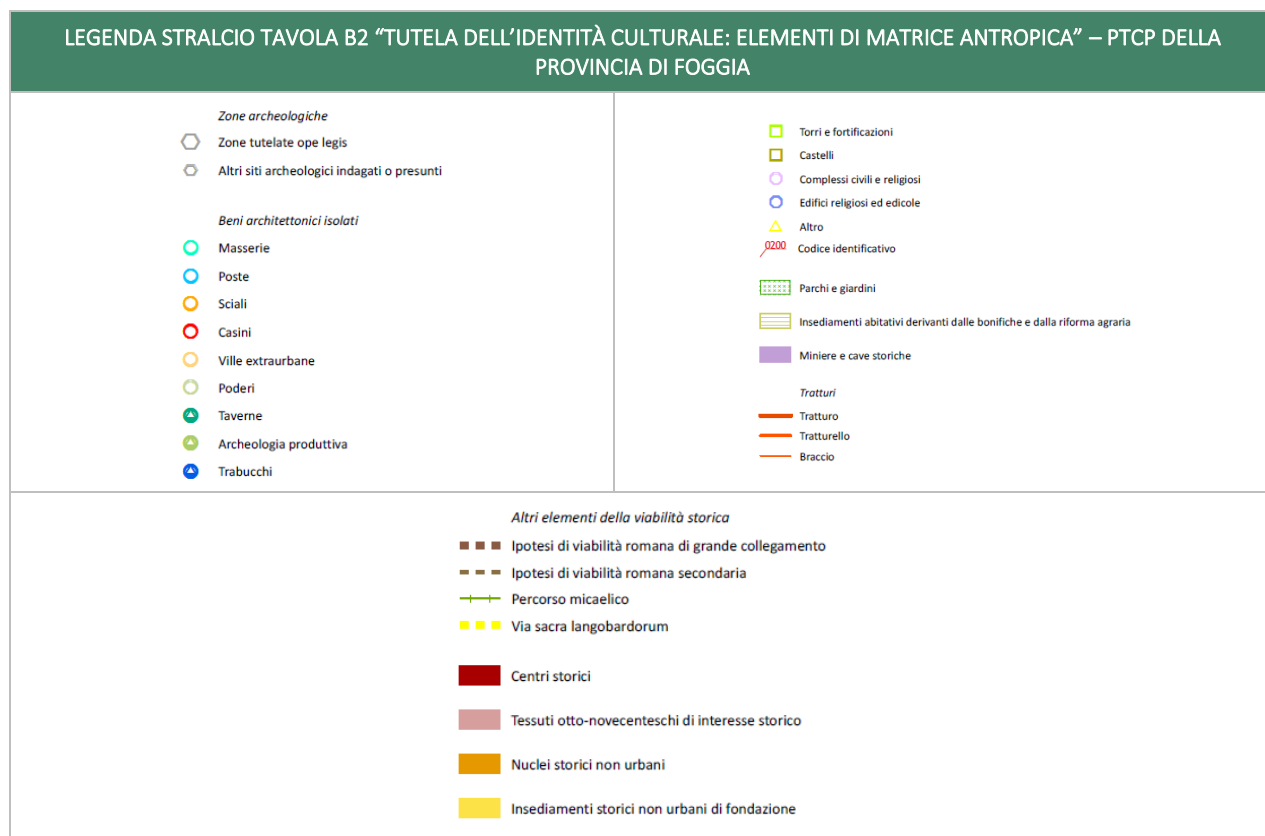 LEGENDA STRALCIO TAVOLA B2 “TUTELA DELL’IDENTITÀ CULTURALE: ELEMENTI DI MATRICE ANTROPICA” – PTCP DELLA
PROVINCIA DI FOGGIA
Zone archeologiche
Zone tutelate ope legis
Altri siti archeologici indagati o presunti
Beni architettonici isolati
Masserie
Poste
Sciali
Casini
Ville extraurbane
Poderi
Taverne
Archeologia produttiva
Trabucchi
Torri e fortificazioni
Castelli
Complessi civili e religiosi
Edifici religiosi ed edicole
Altro
0200 Codice identificativo
Parchi e giardini
Insediamenti abitativi derivanti dalle bonifiche e dalla riforma agraria
Miniere e cave storiche
Tratturi
Tratturo
Tratturello
Braccio
Altri elementi della viabilità storica
Ipotesi di viabilità romana di grande collegamento
Ipotesi di viabilità romana secondaria
Percorso micaelico
Via sacra langobardorum
Centri storici
Tessuti otto-novecenteschi di interesse storico
Nuclei storici non urbani
Insediamenti storici non urbani di fondazione